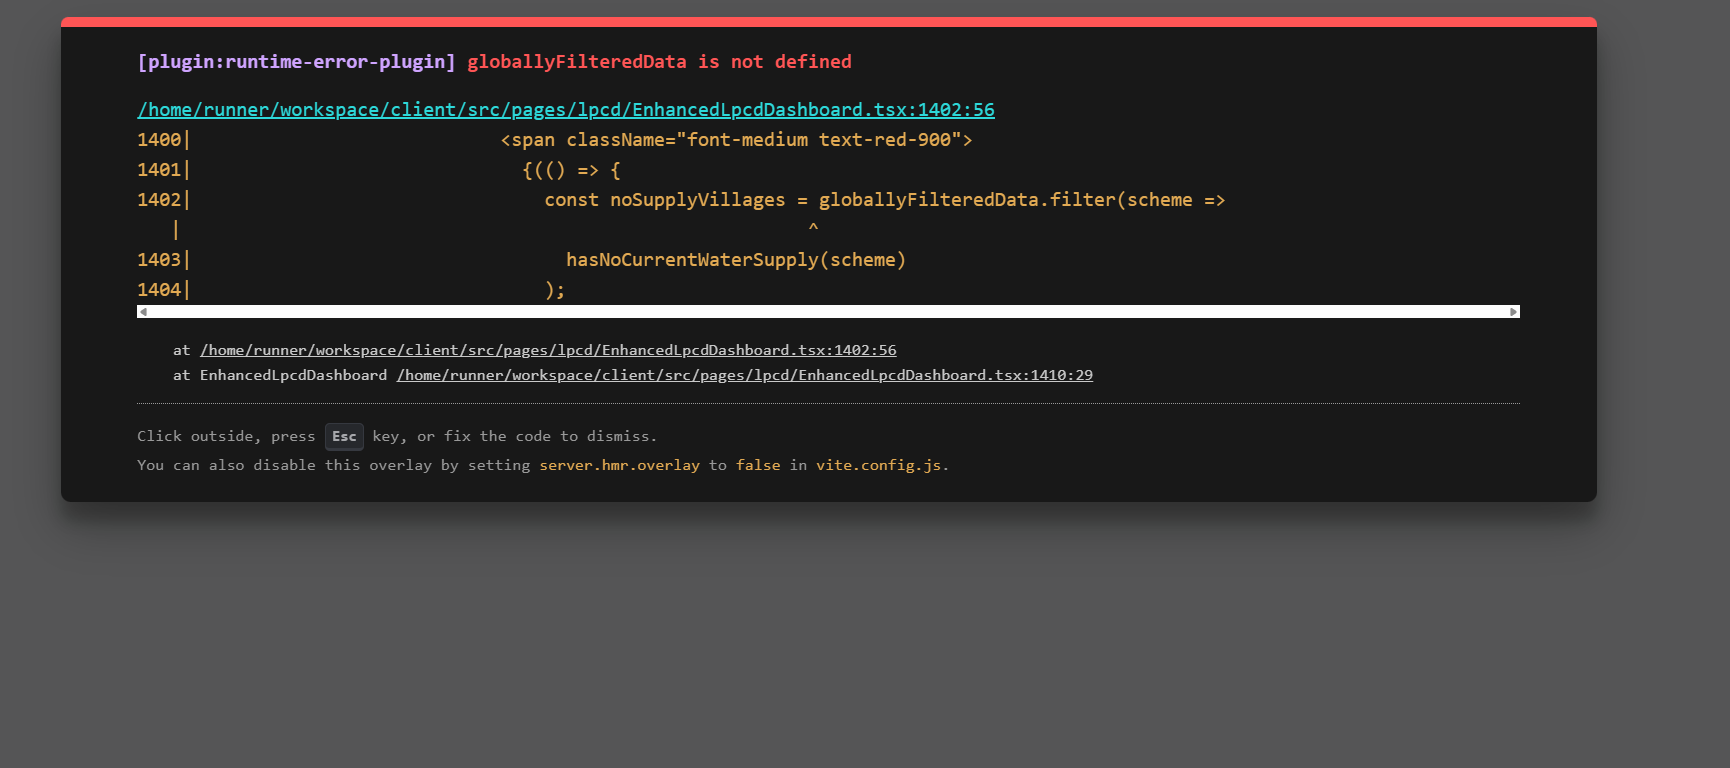 [plugin:runtime-error-plugin] globallyFilteredData is not defined
/home/runner/workspace/client/src/pages/lpcd/EnhancedLpcdDashboard.tsx:1402:56
1400|                            <span className="font-medium text-red-900">
1401|                              {(() => {
1402|                                const noSupplyVillages = globallyFilteredData.filter(scheme =>
   |                                                         ^
1403|                                  hasNoCurrentWaterSupply(scheme)
1404|                                );
at /home/runner/workspace/client/src/pages/lpcd/EnhancedLpcdDashboard.tsx:1402:56
at EnhancedLpcdDashboard /home/runner/workspace/client/src/pages/lpcd/EnhancedLpcdDashboard.tsx:1410:29
Click outside, press Esc key, or fix the code to dismiss.
You can also disable this overlay by setting server.hmr.overlay to false in vite.config.js.